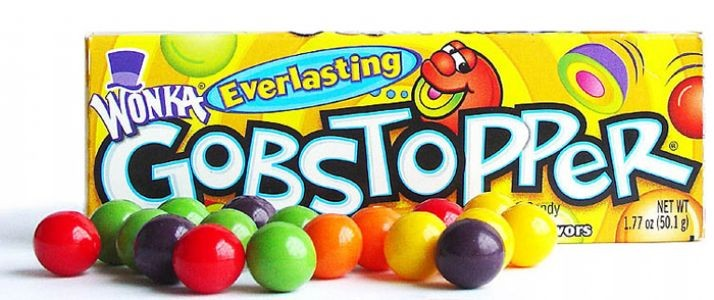 WONKA®
Everlasting
GOBSTOPPER®
NET WT
1.77 oz (50.1 g)